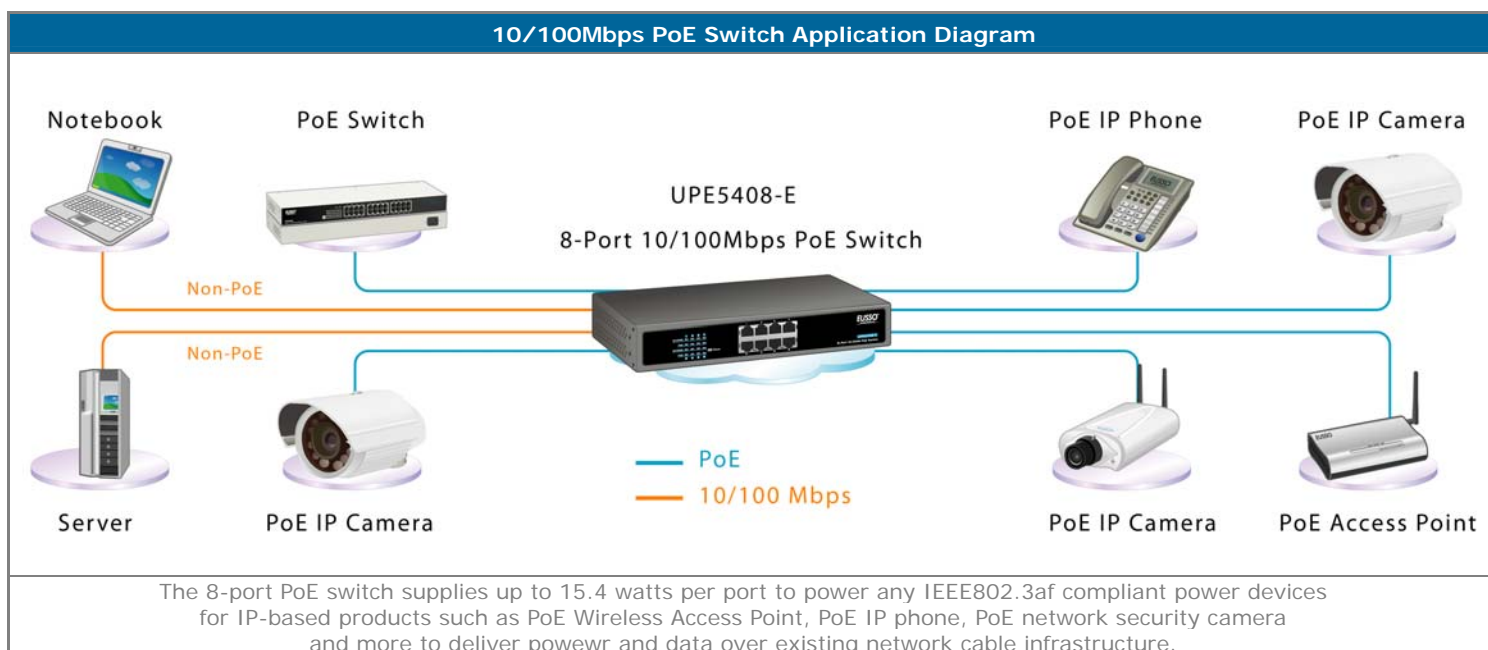 10/100Mbps PoE Switch Application Diagram
Notebook
PoE Switch
PoE IP Phone
PoE IP Camera
UPE5408-E
8-Port 10/100Mbps PoE Switch
Non-PoE
Non-PoE
EUSSO
PoE
10/100 Mbps
Server
PoE IP Camera
PoE IP Camera
PoE Access Point
The 8-port PoE switch supplies up to 15.4 watts per port to power any IEEE802.3af compliant power devices
for IP-based products such as PoE Wireless Access Point, PoE IP phone, PoE network security camera
and more to deliver powewr and data over existing network cable infrastructure.